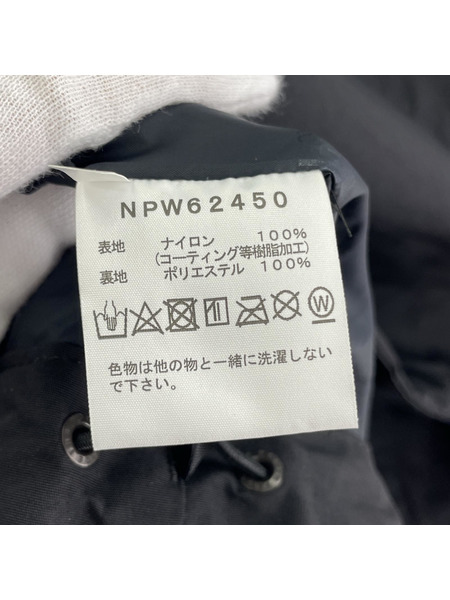 NPW62450
表地 ナイロン 100%
(コーティング等樹脂加工)
裏地 ポリエステル 100%
W
色物は他の物と一緒に洗濯しない
で下さい。